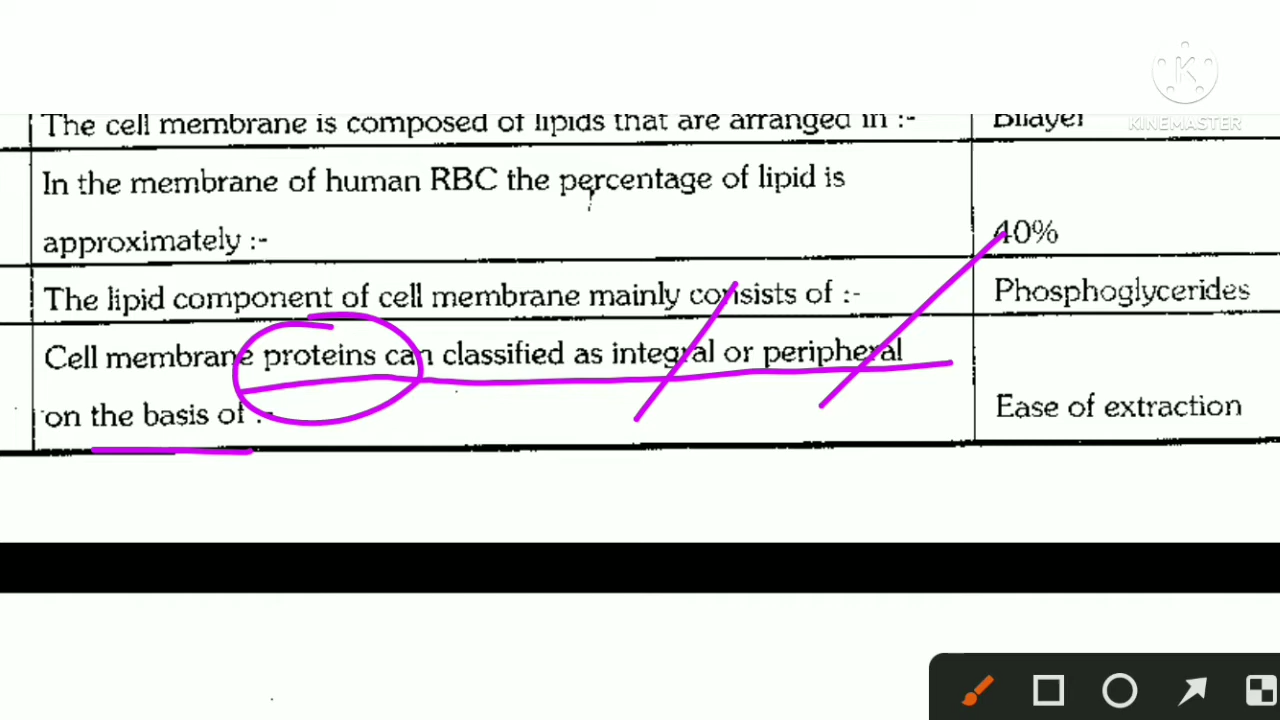 The cell membrane is composed of lipids that are arranged in :- Bilayer
In the membrane of human RBC the percentage of lipid is
approximately :- 40%
The lipid component of cell membrane mainly consists of :- Phosphoglycerides
Cell membrane proteins can classified as integral or peripheral
on the basis of :- Ease of extraction
K
KINEMASTER